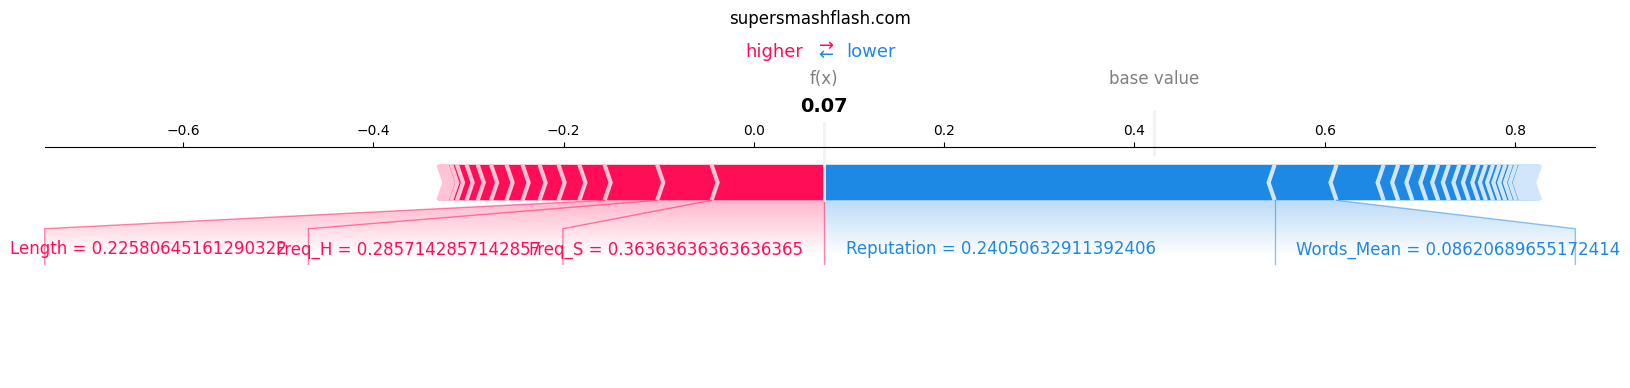 supersmashflash.com
higher ⇄ lower
f(x) base value
0.07
−0.6 −0.4 −0.2 0.0 0.2 0.4 0.6 0.8
Length = 0.22580645161290322 Freq_H = 0.2857142857142857 Freq_S = 0.36363636363636365 Reputation = 0.24050632911392406 Words_Mean = 0.08620689655172414